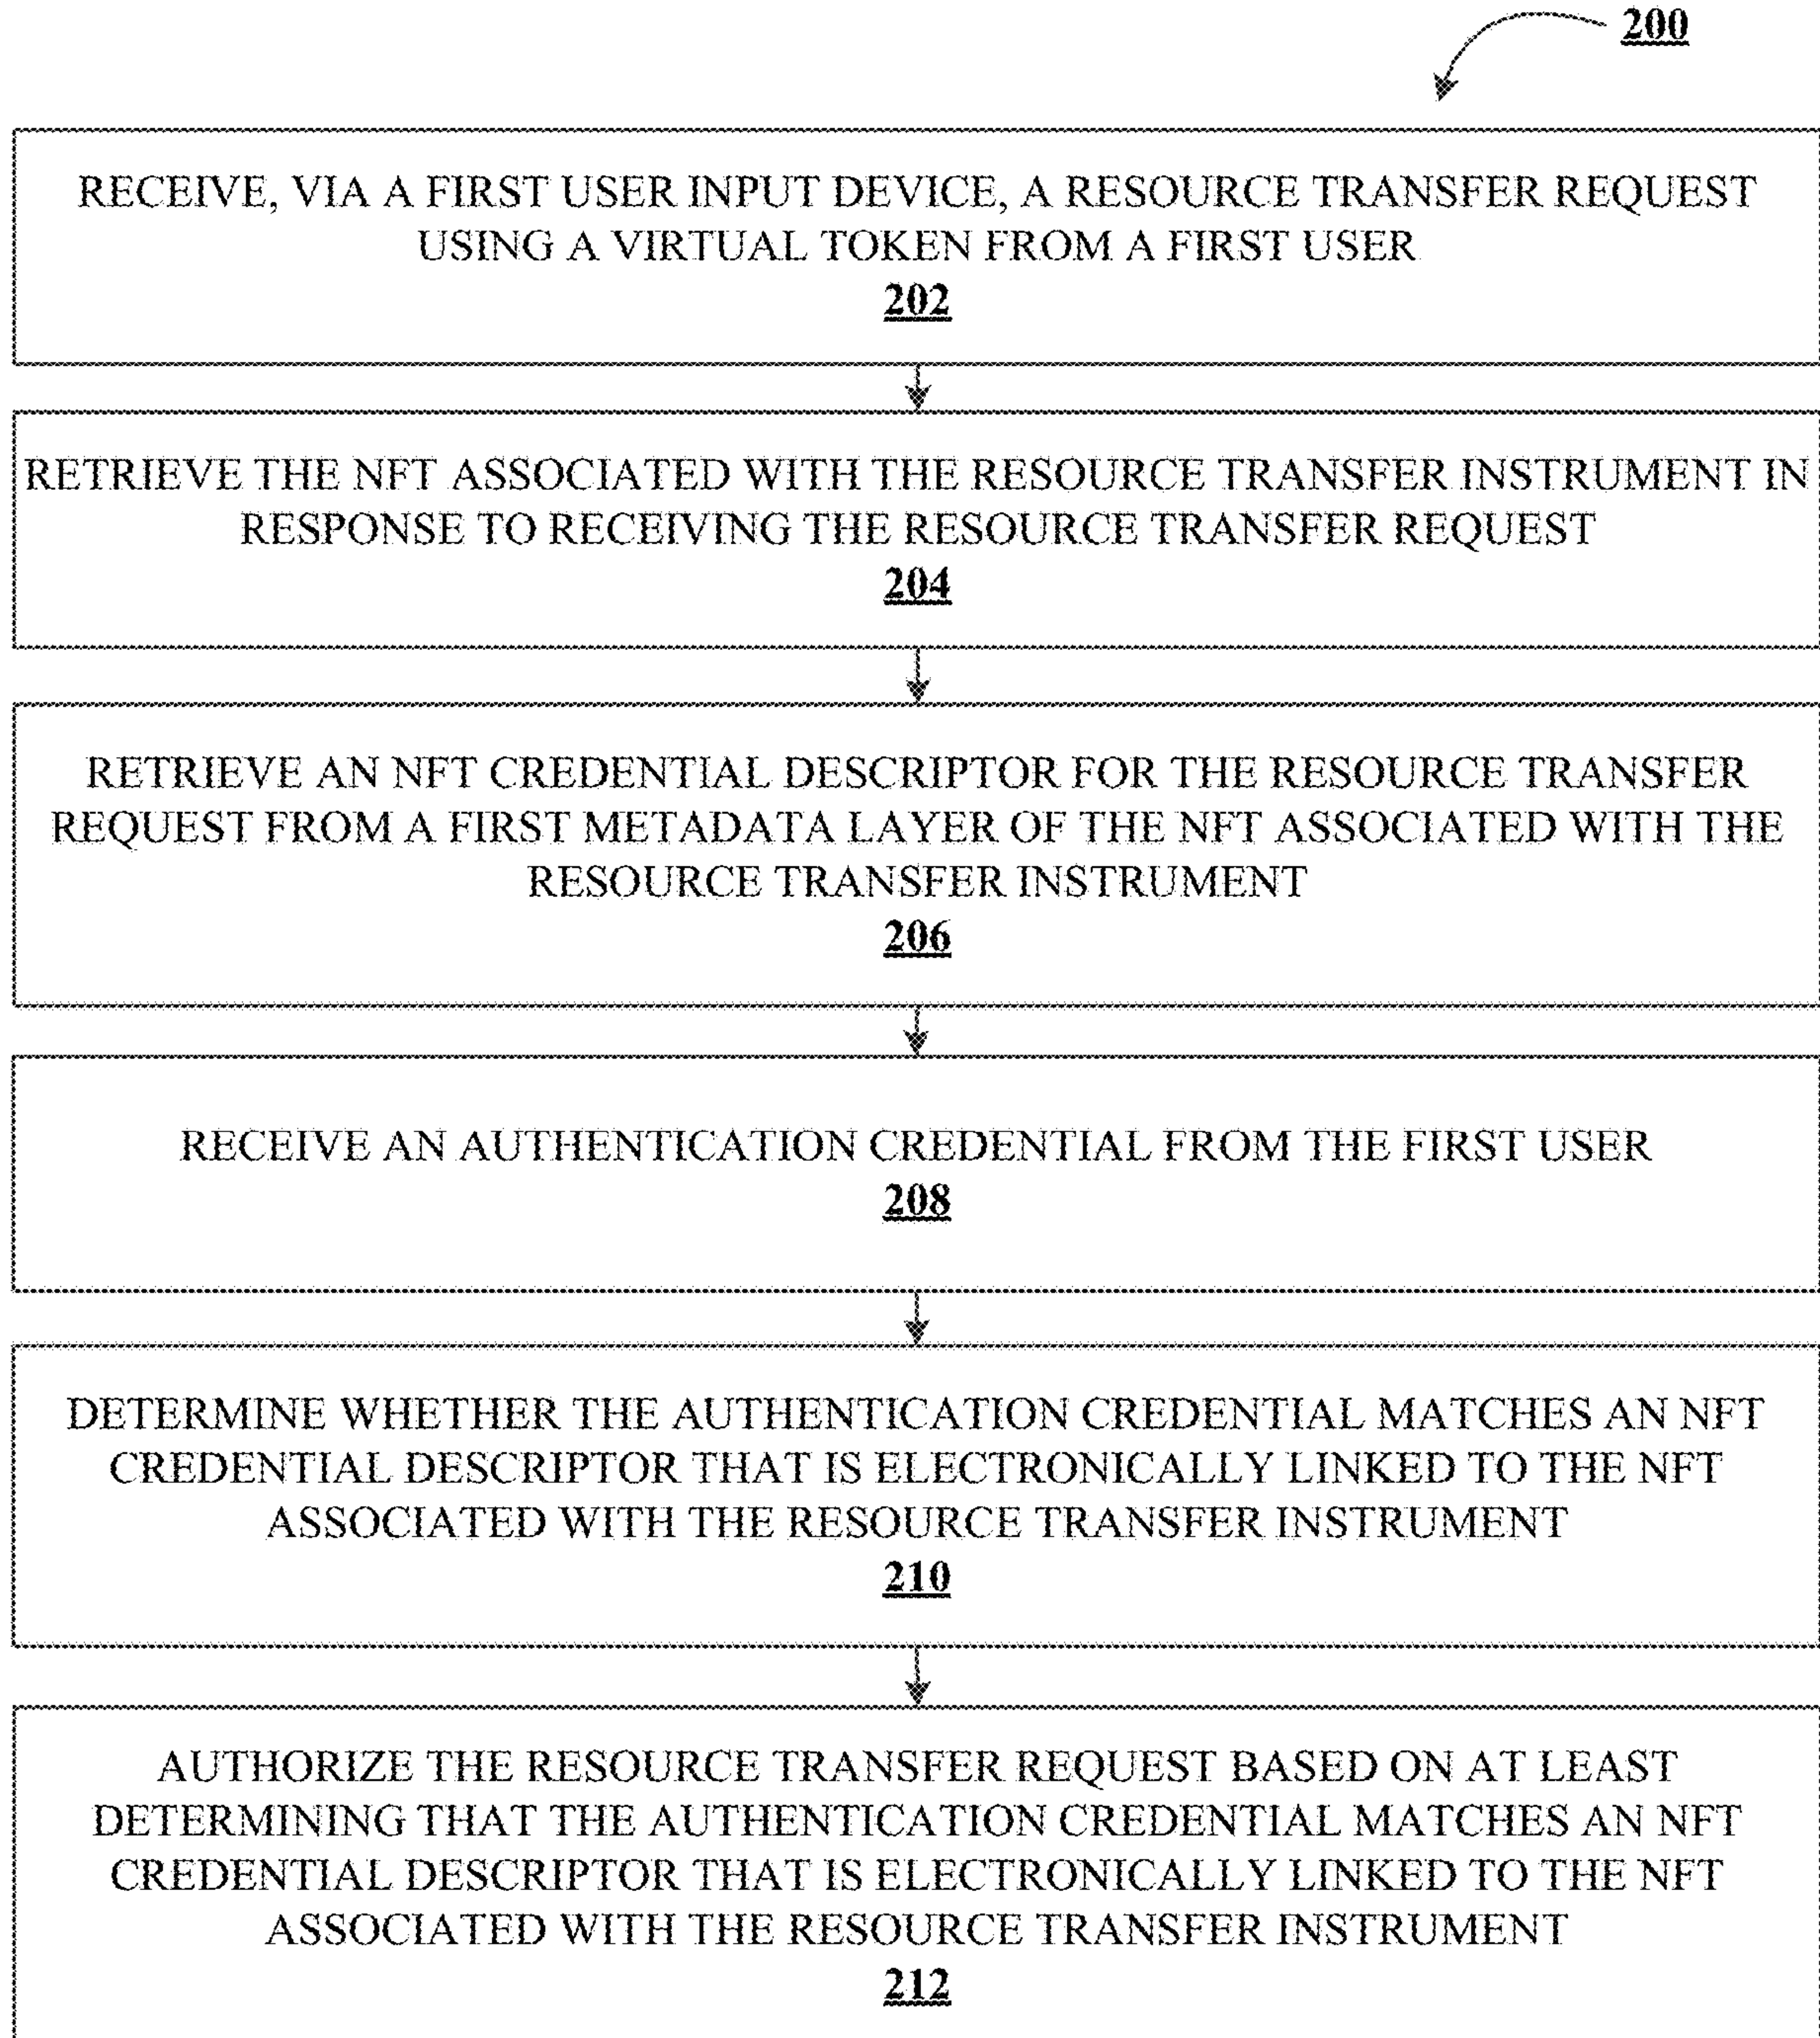 200
RECEIVE, VIA A FIRST USER INPUT DEVICE, A RESOURCE TRANSFER REQUEST
USING A VIRTUAL TOKEN FROM A FIRST USER
202
RETRIEVE THE NFT ASSOCIATED WITH THE RESOURCE TRANSFER INSTRUMENT IN
RESPONSE TO RECEIVING THE RESOURCE TRANSFER REQUEST
204
RETRIEVE AN NFT CREDENTIAL DESCRIPTOR FOR THE RESOURCE TRANSFER
REQUEST FROM A FIRST METADATA LAYER OF THE NFT ASSOCIATED WITH THE
RESOURCE TRANSFER INSTRUMENT
206
RECEIVE AN AUTHENTICATION CREDENTIAL FROM THE FIRST USER
208
DETERMINE WHETHER THE AUTHENTICATION CREDENTIAL MATCHES AN NFT
CREDENTIAL DESCRIPTOR THAT IS ELECTRONICALLY LINKED TO THE NFT
ASSOCIATED WITH THE RESOURCE TRANSFER INSTRUMENT
210
AUTHORIZE THE RESOURCE TRANSFER REQUEST BASED ON AT LEAST
DETERMINING THAT THE AUTHENTICATION CREDENTIAL MATCHES AN NFT
CREDENTIAL DESCRIPTOR THAT IS ELECTRONICALLY LINKED TO THE NFT
ASSOCIATED WITH THE RESOURCE TRANSFER INSTRUMENT
212